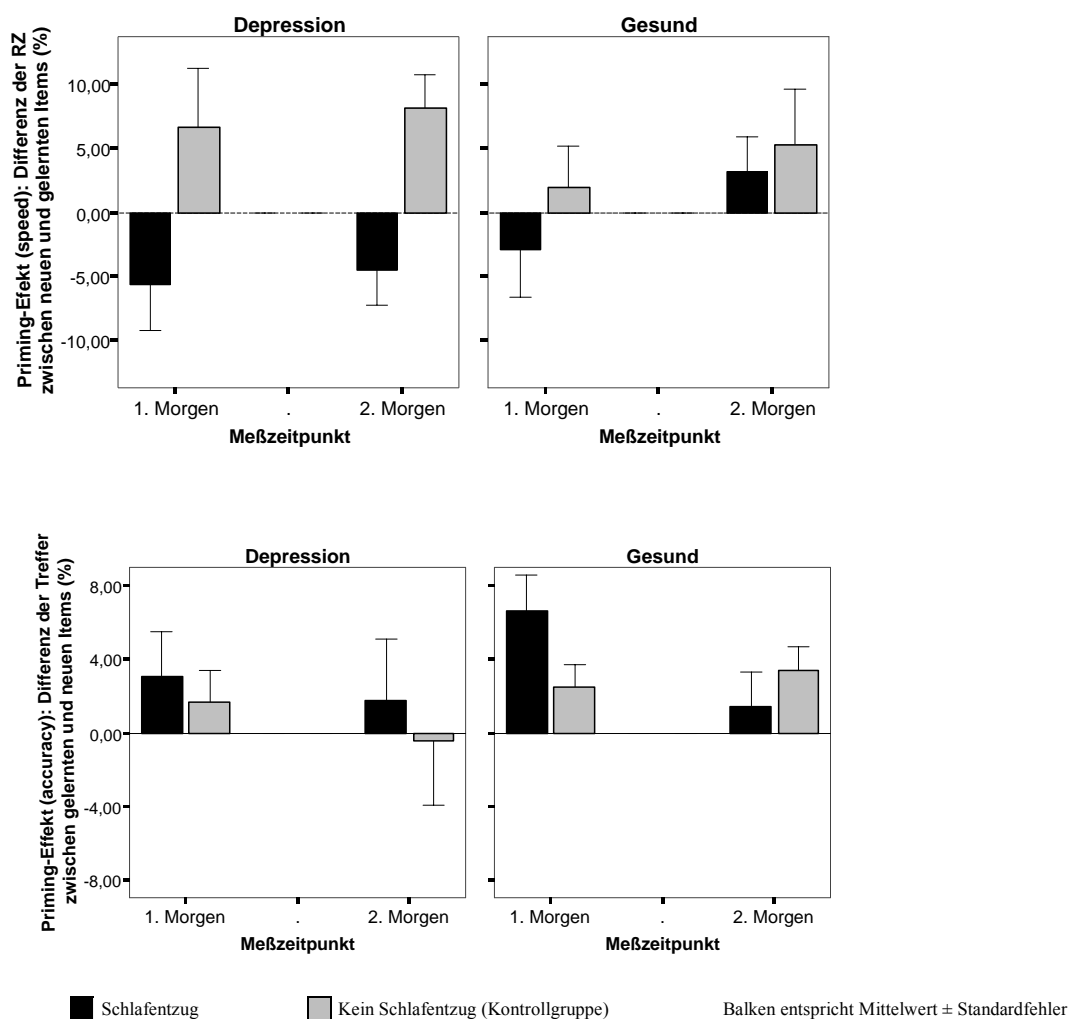 Depression
Gesund
Priming-Efekt (speed): Differenz der RZ
zwischen neuen und gelernten Items (%)
10,00
5,00
0,00
-5,00
-10,00
1. Morgen . 2. Morgen
Meßzeitpunkt
1. Morgen . 2. Morgen
Meßzeitpunkt
Depression
Gesund
Priming-Effekt (accuracy): Differenz der Treffer
zwischen gelernten und neuen Items (%)
8,00
4,00
0,00
-4,00
-8,00
1. Morgen . 2. Morgen
Meßzeitpunkt
1. Morgen . 2. Morgen
Meßzeitpunkt
Schlafentzug
Kein Schlafentzug (Kontrollgruppe)
Balken entspricht Mittelwert ± Standardfehler